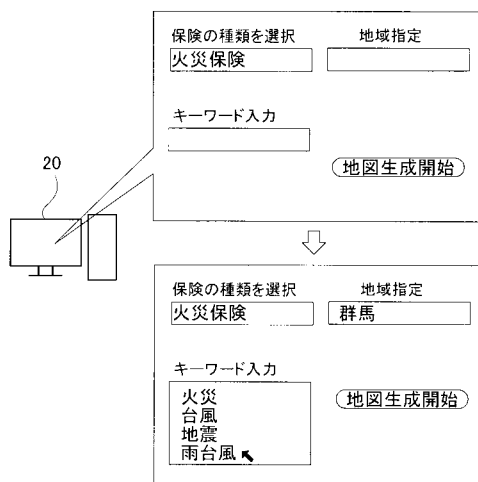 保険の種類を選択 地域指定
火災保険
キーワード入力
地図生成開始
20
保険の種類を選択 地域指定
火災保険 群馬
キーワード入力
火災
台風
地震
雨台風
地図生成開始